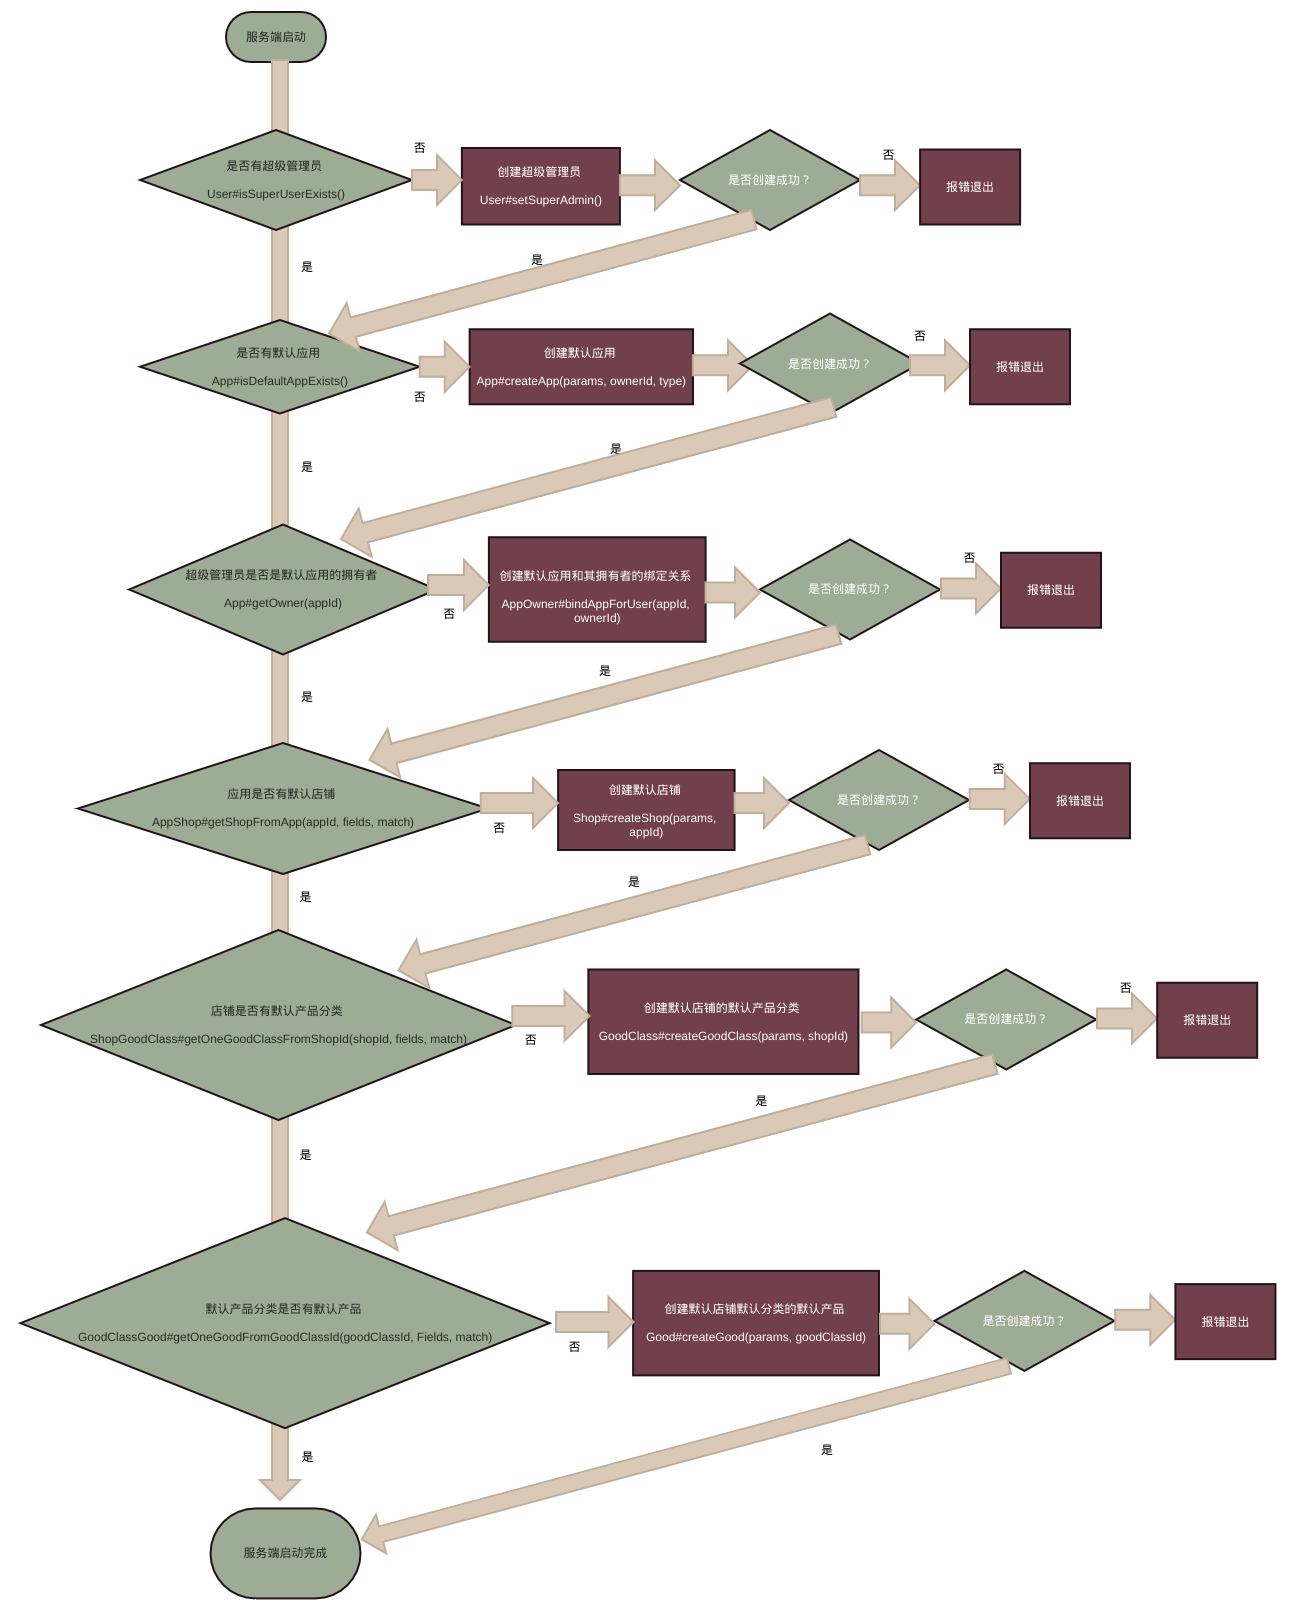 服务端启动
是否有超级管理员
User#isSuperUserExists()
否
创建超级管理员
User#setSuperAdmin()
是否创建成功？
否
报错退出
是
是
是否有默认应用
App#isDefaultAppExists()
否
创建默认应用
App#createApp(params, ownerId, type)
是否创建成功？
否
报错退出
是
是
超级管理员是否是默认应用的拥有者
App#getOwner(appId)
否
创建默认应用和其拥有者的绑定关系
AppOwner#bindAppForUser(appId,
ownerId)
是否创建成功？
否
报错退出
是
是
应用是否有默认店铺
AppShop#getShopFromApp(appId, fields, match)
否
创建默认店铺
Shop#createShop(params,
appId)
是否创建成功？
否
报错退出
是
是
店铺是否有默认产品分类
ShopGoodClass#getOneGoodClassFromShopId(shopId, fields, match)
否
创建默认店铺的默认产品分类
GoodClass#createGoodClass(params, shopId)
是否创建成功？
否
报错退出
是
是
默认产品分类是否有默认产品
GoodClassGood#getOneGoodFromGoodClassId(goodClassId, Fields, match)
否
创建默认店铺默认分类的默认产品
Good#createGood(params, goodClassId)
是否创建成功？
报错退出
是
是
服务端启动完成